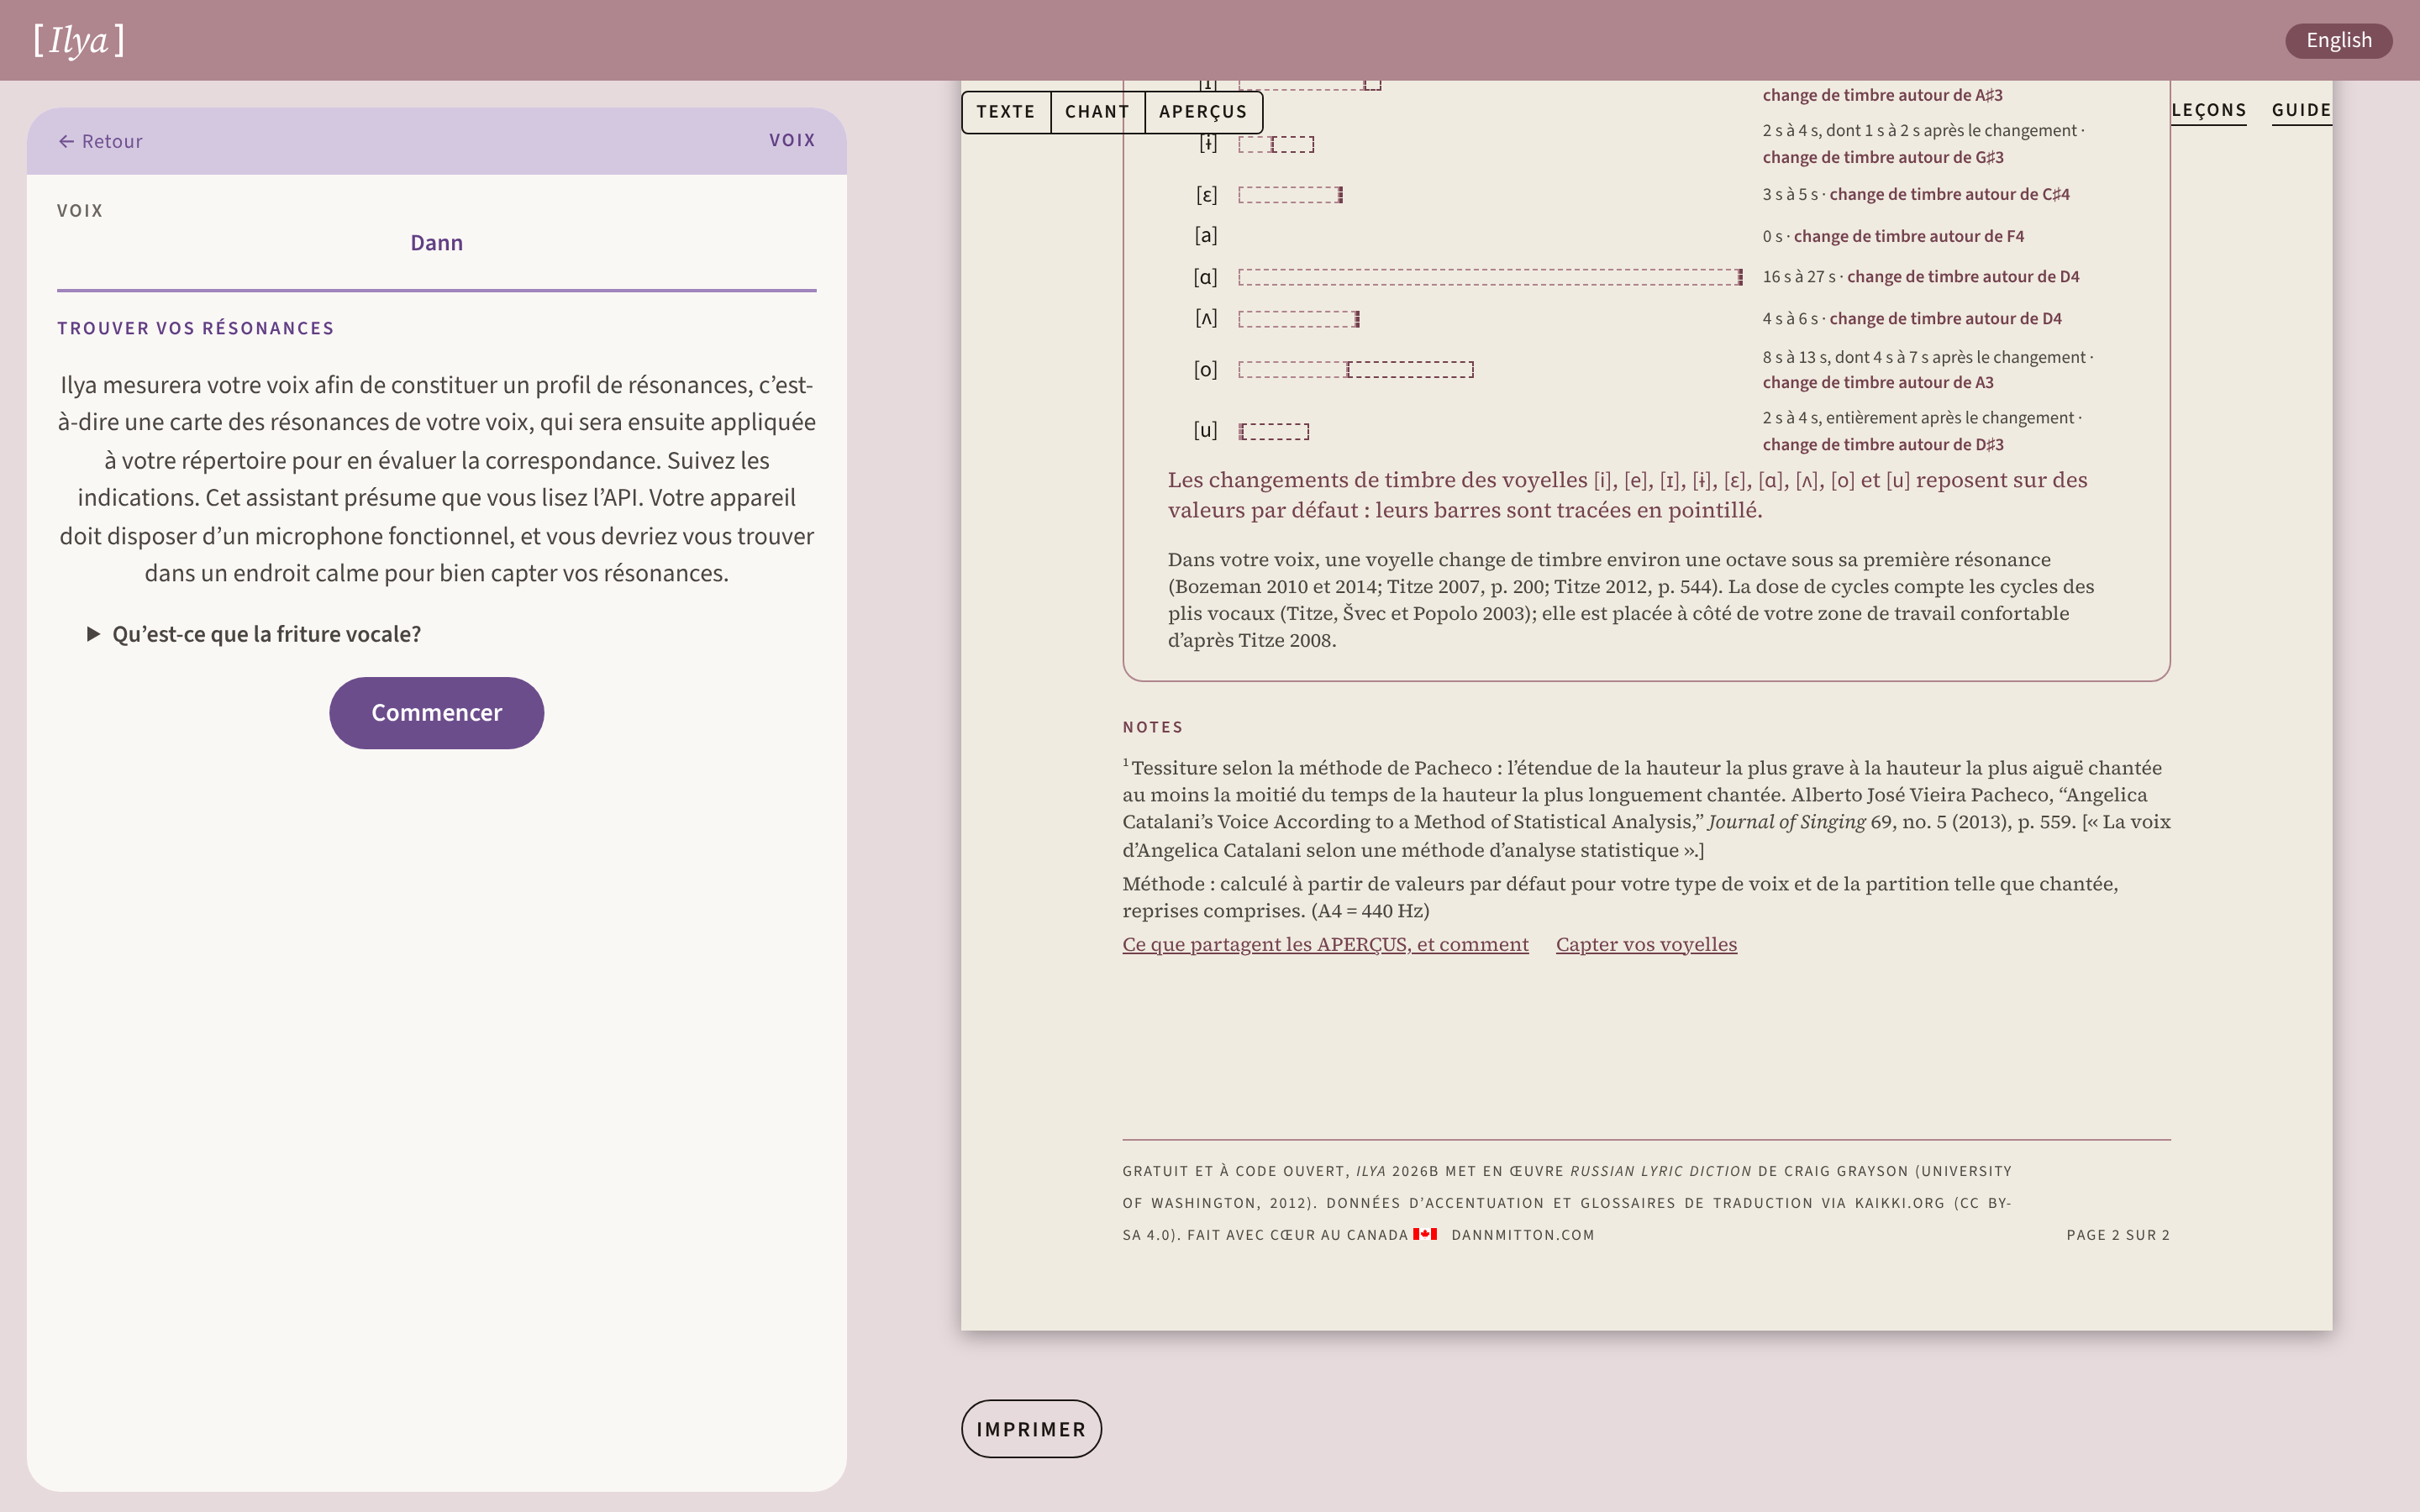 [ Ilya ]
English
← Retour
VOIX
VOIX
Dann
TROUVER VOS RÉSONANCES
Ilya mesurera votre voix afin de constituer un profil de résonances, c’est-
à-dire une carte des résonances de votre voix, qui sera ensuite appliquée
à votre répertoire pour en évaluer la correspondance. Suivez les
indications. Cet assistant présume que vous lisez l’API. Votre appareil
doit disposer d’un microphone fonctionnel, et vous devriez vous trouver
dans un endroit calme pour bien capter vos résonances.
▶ Qu’est-ce que la friture vocale?
Commencer
TEXTE CHANT APERÇUS
LEÇONS GUIDE
[ɪ] change de timbre autour de A♯3
[ɨ] 2 s à 4 s, dont 1 s à 2 s après le changement ·
change de timbre autour de G♯3
[ɛ] 3 s à 5 s · change de timbre autour de C♯4
[a] 0 s · change de timbre autour de F4
[ɑ] 16 s à 27 s · change de timbre autour de D4
[ʌ] 4 s à 6 s · change de timbre autour de D4
[o] 8 s à 13 s, dont 4 s à 7 s après le changement ·
change de timbre autour de A3
[u] 2 s à 4 s, entièrement après le changement ·
change de timbre autour de D♯3
Les changements de timbre des voyelles [i], [e], [ɪ], [ɨ], [ɛ], [ɑ], [ʌ], [o] et [u] reposent sur des
valeurs par défaut : leurs barres sont tracées en pointillé.
Dans votre voix, une voyelle change de timbre environ une octave sous sa première résonance
(Bozeman 2010 et 2014; Titze 2007, p. 200; Titze 2012, p. 544). La dose de cycles compte les cycles des
plis vocaux (Titze, Švec et Popolo 2003); elle est placée à côté de votre zone de travail confortable
d’après Titze 2008.
NOTES
¹ Tessiture selon la méthode de Pacheco : l’étendue de la hauteur la plus grave à la hauteur la plus aiguë chantée
au moins la moitié du temps de la hauteur la plus longuement chantée. Alberto José Vieira Pacheco, “Angelica
Catalani’s Voice According to a Method of Statistical Analysis,” Journal of Singing 69, no. 5 (2013), p. 559. [« La voix
d’Angelica Catalani selon une méthode d’analyse statistique ».]
Méthode : calculé à partir de valeurs par défaut pour votre type de voix et de la partition telle que chantée,
reprises comprises. (A4 = 440 Hz)
Ce que partagent les APERÇUS, et comment Capter vos voyelles
GRATUIT ET À CODE OUVERT, ILYA 2026B MET EN ŒUVRE RUSSIAN LYRIC DICTION DE CRAIG GRAYSON (UNIVERSITY
OF WASHINGTON, 2012). DONNÉES D’ACCENTUATION ET GLOSSAIRES DE TRADUCTION VIA KAIKKI.ORG (CC BY-
SA 4.0). FAIT AVEC CŒUR AU CANADA 🇨🇦 DANNMITTON.COM
PAGE 2 SUR 2
IMPRIMER